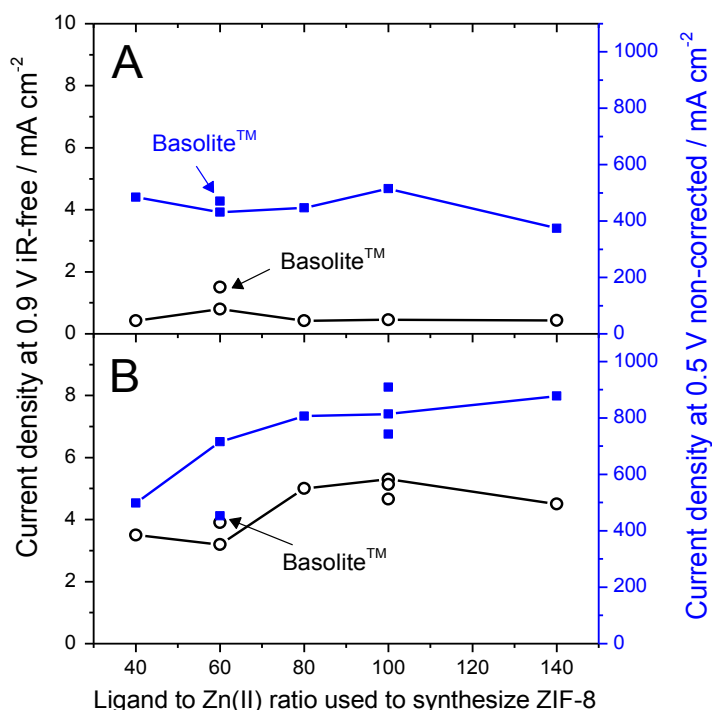 Current density at 0.9 V iR-free / mA cm⁻²
10
8
6
4
2
0
A
Basolite™
Basolite™
1000
800
600
400
200
0
B
Basolite™
8
6
4
2
0
1000
800
600
400
200
0
40 60 80 100 120 140
Ligand to Zn(II) ratio used to synthesize ZIF-8
Current density at 0.5 V non-corrected / mA cm⁻²